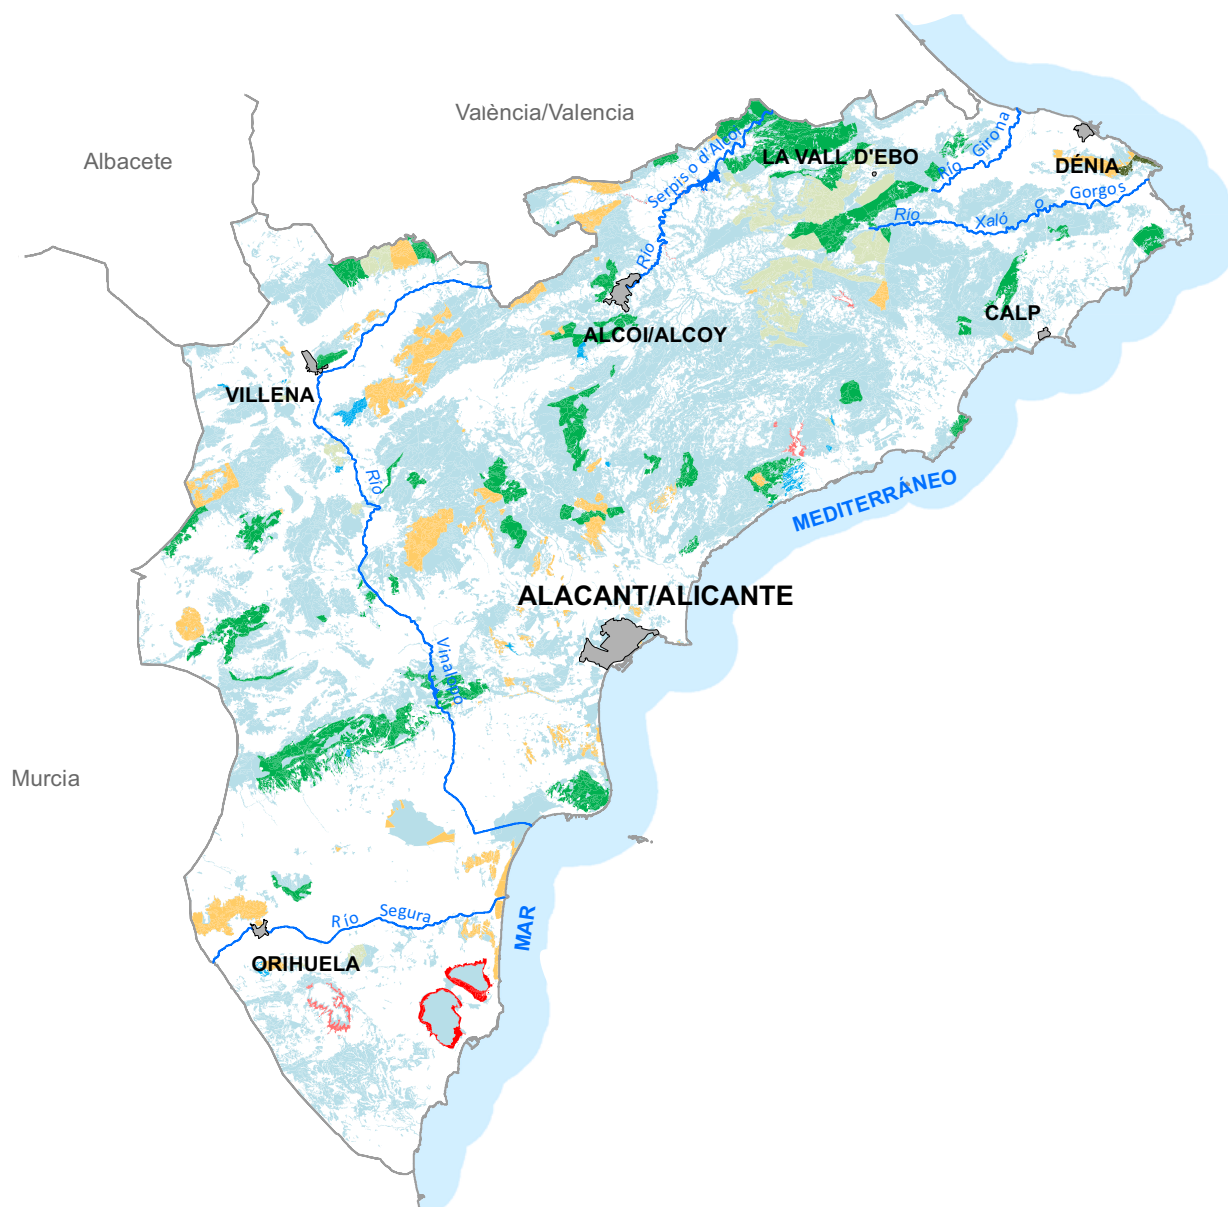 València/Valencia
Albacete
LA VALL D'EBO
DÉNIA
Río Girona
Río Serpis o d'Alcoi
Río Xaló o Gorgos
CALP
ALCOI/ALCOY
VILLENA
Río Vinalopó
MEDITERRÁNEO
ALACANT/ALICANTE
Murcia
Río Segura
MAR
ORIHUELA